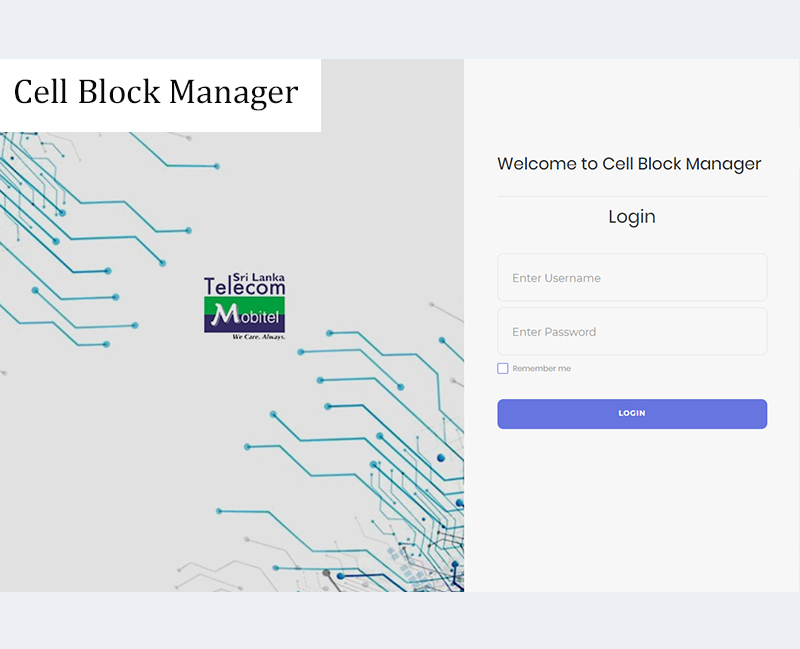 Cell Block Manager
Sri Lanka
Telecom
Mobitel
We Care. Always.
Welcome to Cell Block Manager
Login
Enter Username
Enter Password
Remember me
LOGIN